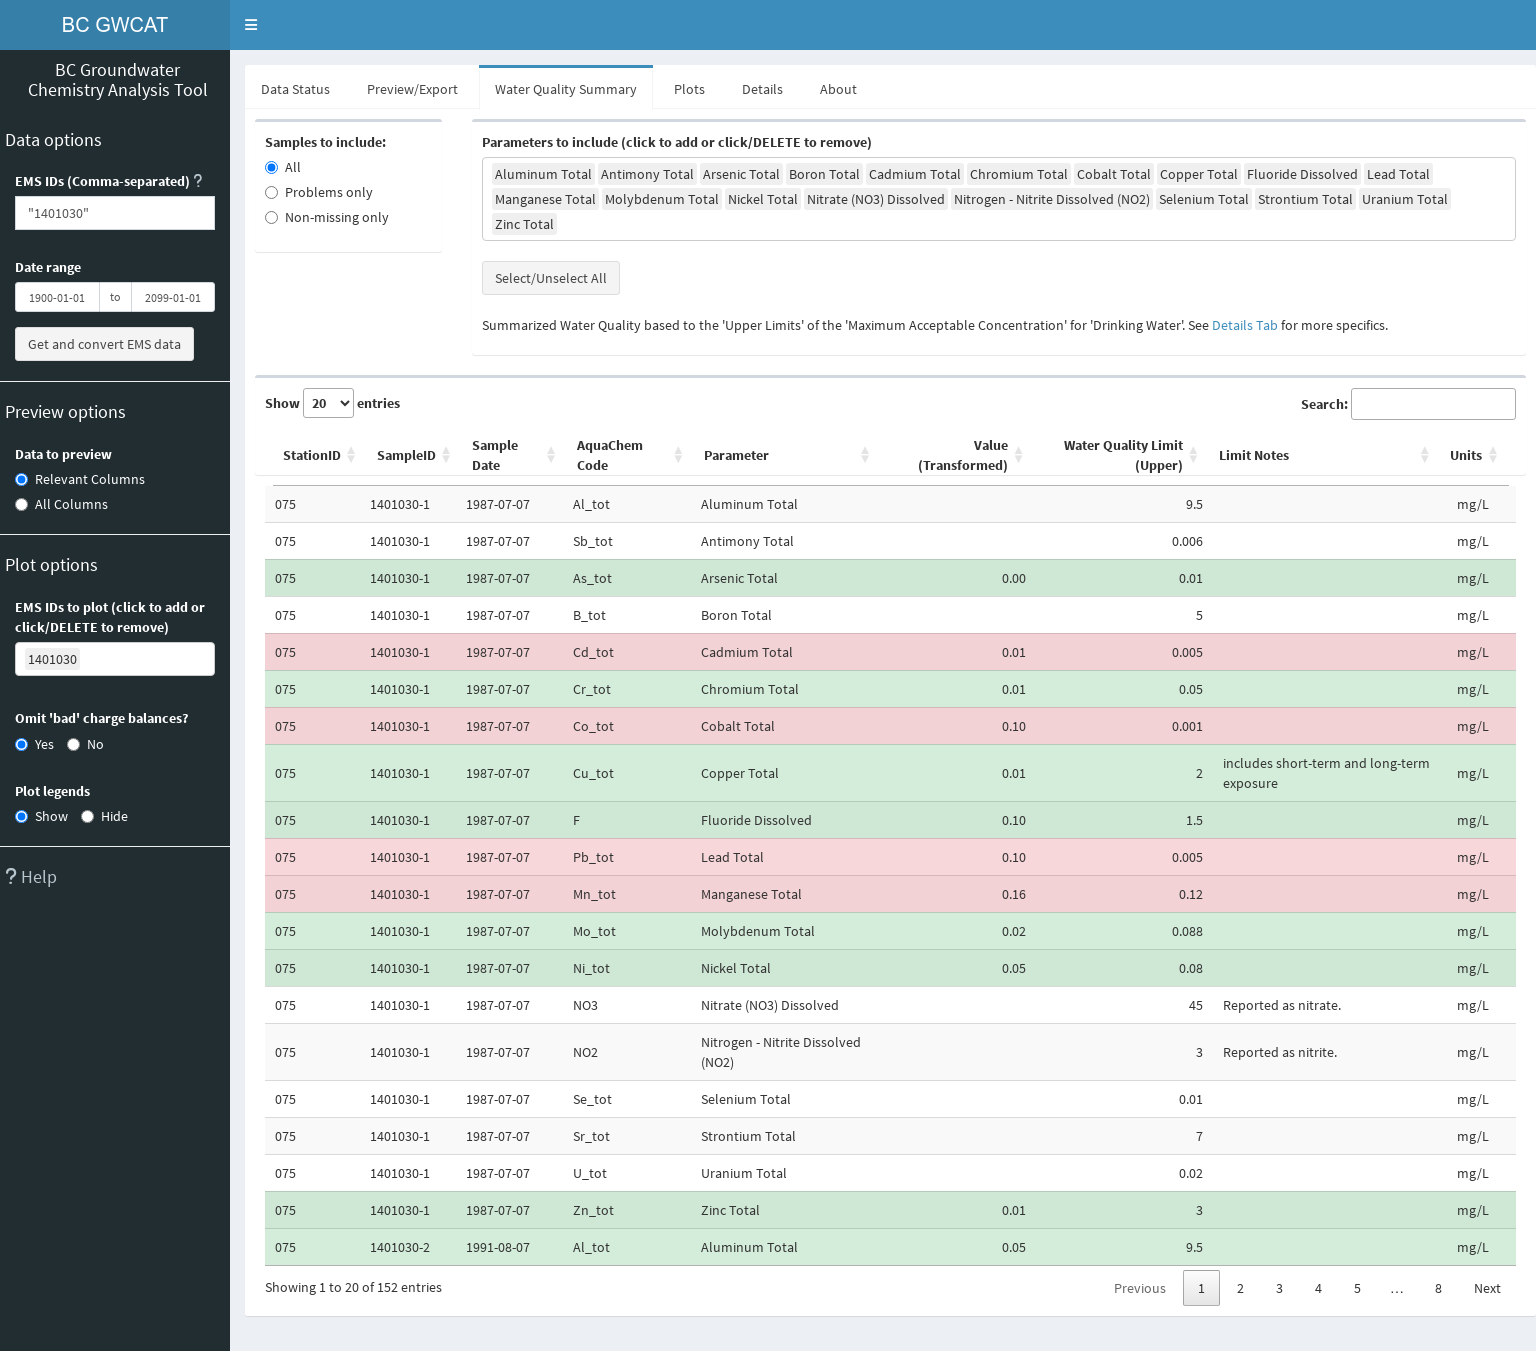 BC GWCAT
BC Groundwater
Chemistry Analysis Tool
Data options
EMS IDs (Comma-separated) ?
"1401030"
Date range
1900-01-01 to 2099-01-01
Get and convert EMS data
Preview options
Data to preview
Relevant Columns
All Columns
Plot options
EMS IDs to plot (click to add or
click/DELETE to remove)
1401030
Omit 'bad' charge balances?
Yes No
Plot legends
Show Hide
? Help
Data Status Preview/Export Water Quality Summary Plots Details About
Samples to include:
All
Problems only
Non-missing only
Parameters to include (click to add or click/DELETE to remove)
Aluminum Total Antimony Total Arsenic Total Boron Total Cadmium Total Chromium Total Cobalt Total Copper Total Fluoride Dissolved Lead Total
Manganese Total Molybdenum Total Nickel Total Nitrate (NO3) Dissolved Nitrogen - Nitrite Dissolved (NO2) Selenium Total Strontium Total Uranium Total
Zinc Total
Select/Unselect All
Summarized Water Quality based to the 'Upper Limits' of the 'Maximum Acceptable Concentration' for 'Drinking Water'. See Details Tab for more specifics.
Show 20 entries
Search:
StationID SampleID Sample Date AquaChem Code Parameter Value (Transformed) Water Quality Limit (Upper) Limit Notes Units
075 1401030-1 1987-07-07 Al_tot Aluminum Total 9.5 mg/L
075 1401030-1 1987-07-07 Sb_tot Antimony Total 0.006 mg/L
075 1401030-1 1987-07-07 As_tot Arsenic Total 0.00 0.01 mg/L
075 1401030-1 1987-07-07 B_tot Boron Total 5 mg/L
075 1401030-1 1987-07-07 Cd_tot Cadmium Total 0.01 0.005 mg/L
075 1401030-1 1987-07-07 Cr_tot Chromium Total 0.01 0.05 mg/L
075 1401030-1 1987-07-07 Co_tot Cobalt Total 0.10 0.001 mg/L
075 1401030-1 1987-07-07 Cu_tot Copper Total 0.01 2 includes short-term and long-term exposure mg/L
075 1401030-1 1987-07-07 F Fluoride Dissolved 0.10 1.5 mg/L
075 1401030-1 1987-07-07 Pb_tot Lead Total 0.10 0.005 mg/L
075 1401030-1 1987-07-07 Mn_tot Manganese Total 0.16 0.12 mg/L
075 1401030-1 1987-07-07 Mo_tot Molybdenum Total 0.02 0.088 mg/L
075 1401030-1 1987-07-07 Ni_tot Nickel Total 0.05 0.08 mg/L
075 1401030-1 1987-07-07 NO3 Nitrate (NO3) Dissolved 45 Reported as nitrate. mg/L
075 1401030-1 1987-07-07 NO2 Nitrogen - Nitrite Dissolved (NO2) 3 Reported as nitrite. mg/L
075 1401030-1 1987-07-07 Se_tot Selenium Total 0.01 mg/L
075 1401030-1 1987-07-07 Sr_tot Strontium Total 7 mg/L
075 1401030-1 1987-07-07 U_tot Uranium Total 0.02 mg/L
075 1401030-1 1987-07-07 Zn_tot Zinc Total 0.01 3 mg/L
075 1401030-2 1991-08-07 Al_tot Aluminum Total 0.05 9.5 mg/L
Showing 1 to 20 of 152 entries
Previous 1 2 3 4 5 … 8 Next